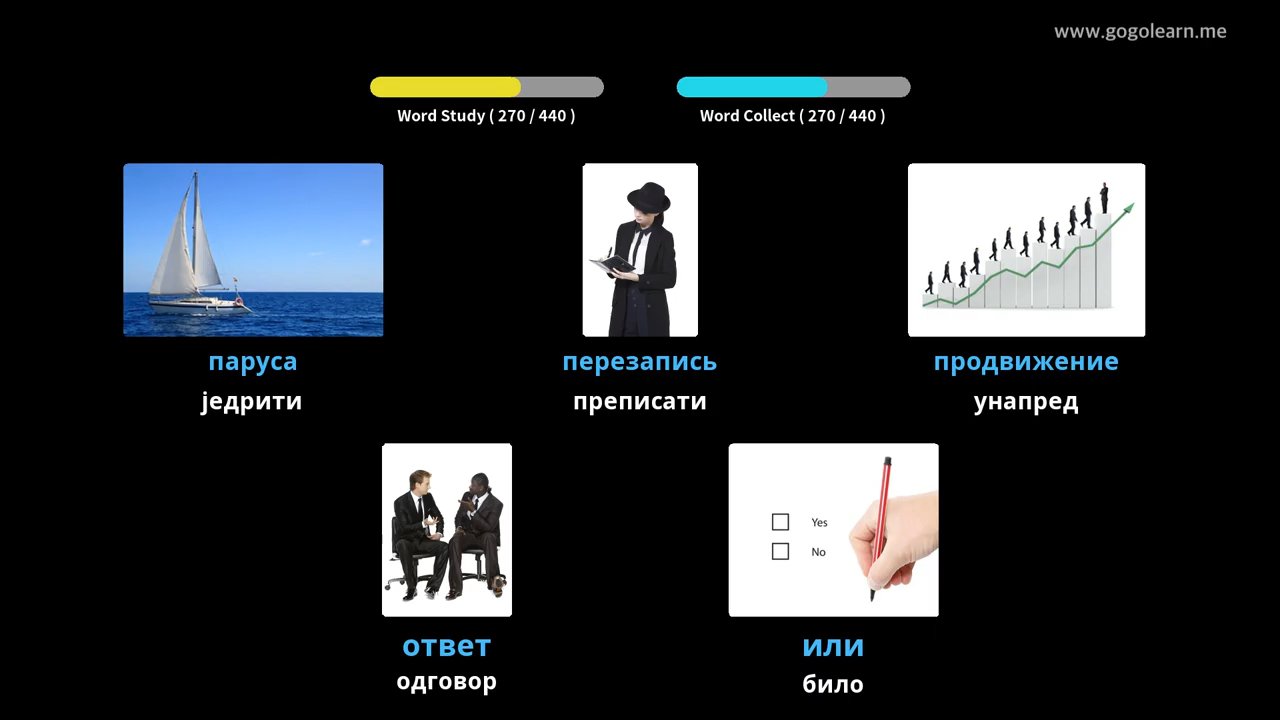 www.gogolearn.me
Word Study ( 270 / 440 )
Word Collect ( 270 / 440 )
паруса
једрити
перезапись
преписати
продвижение
унапред
Yes
No
ответ
одговор
или
било